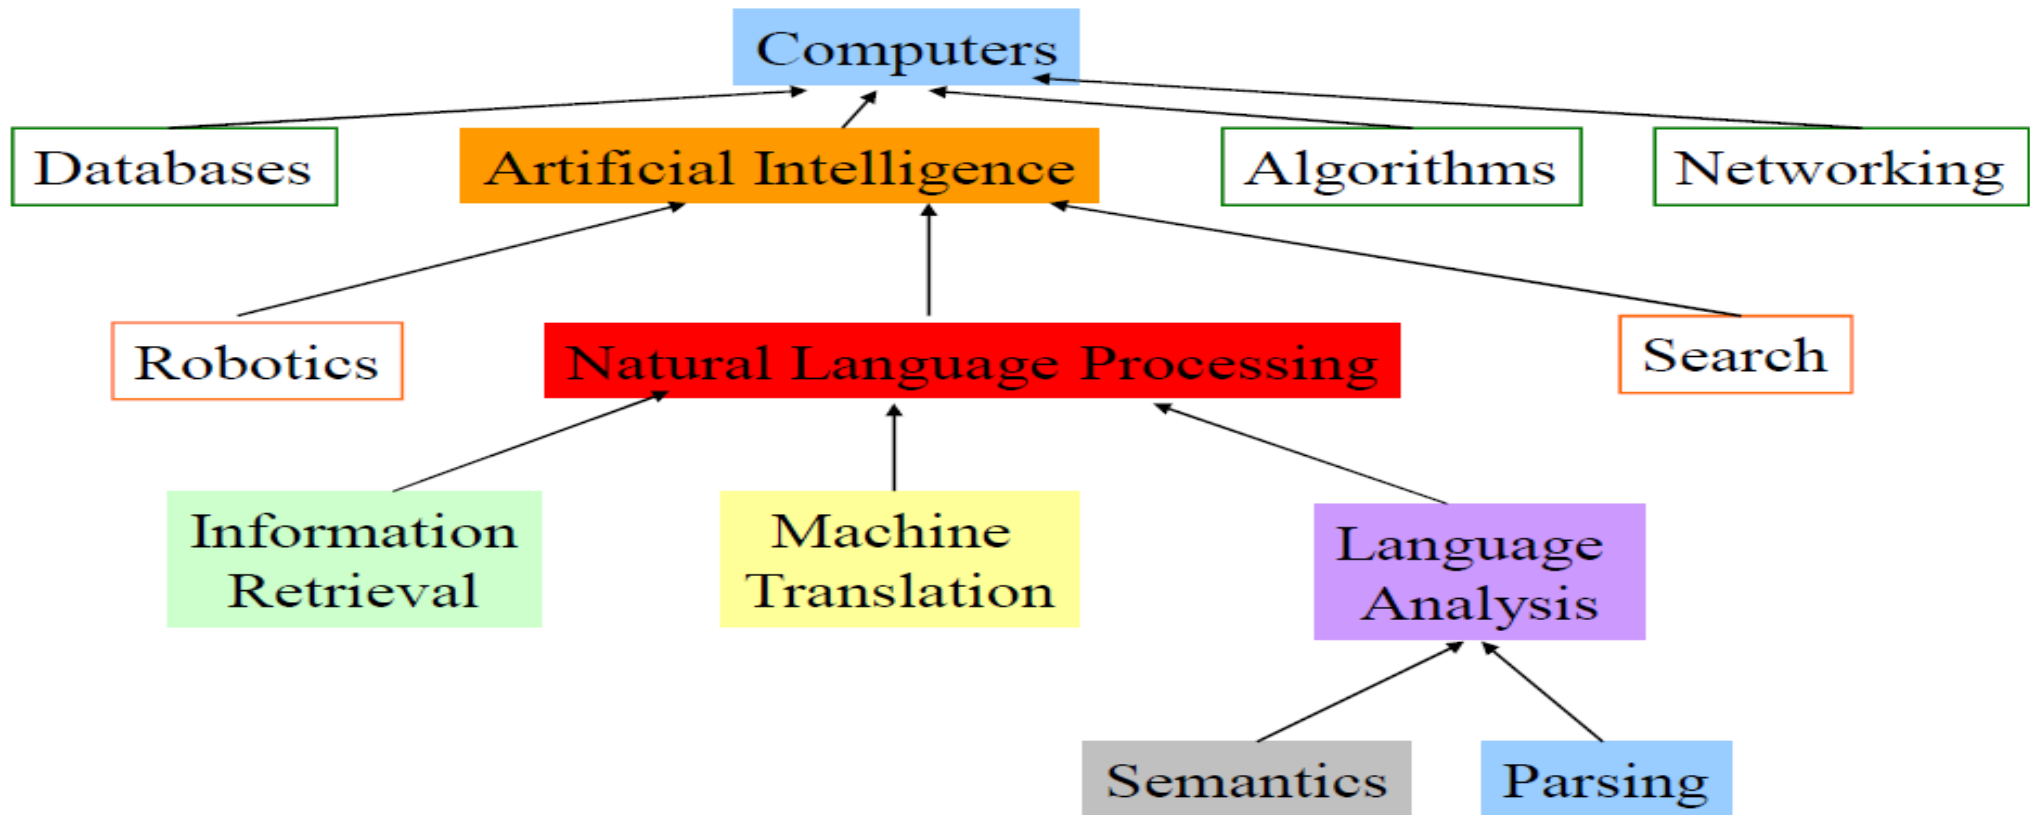 Computers
Databases
Artificial Intelligence
Algorithms
Networking
Robotics
Natural Language Processing
Search
Information
Retrieval
Machine
Translation
Language
Analysis
Semantics
Parsing